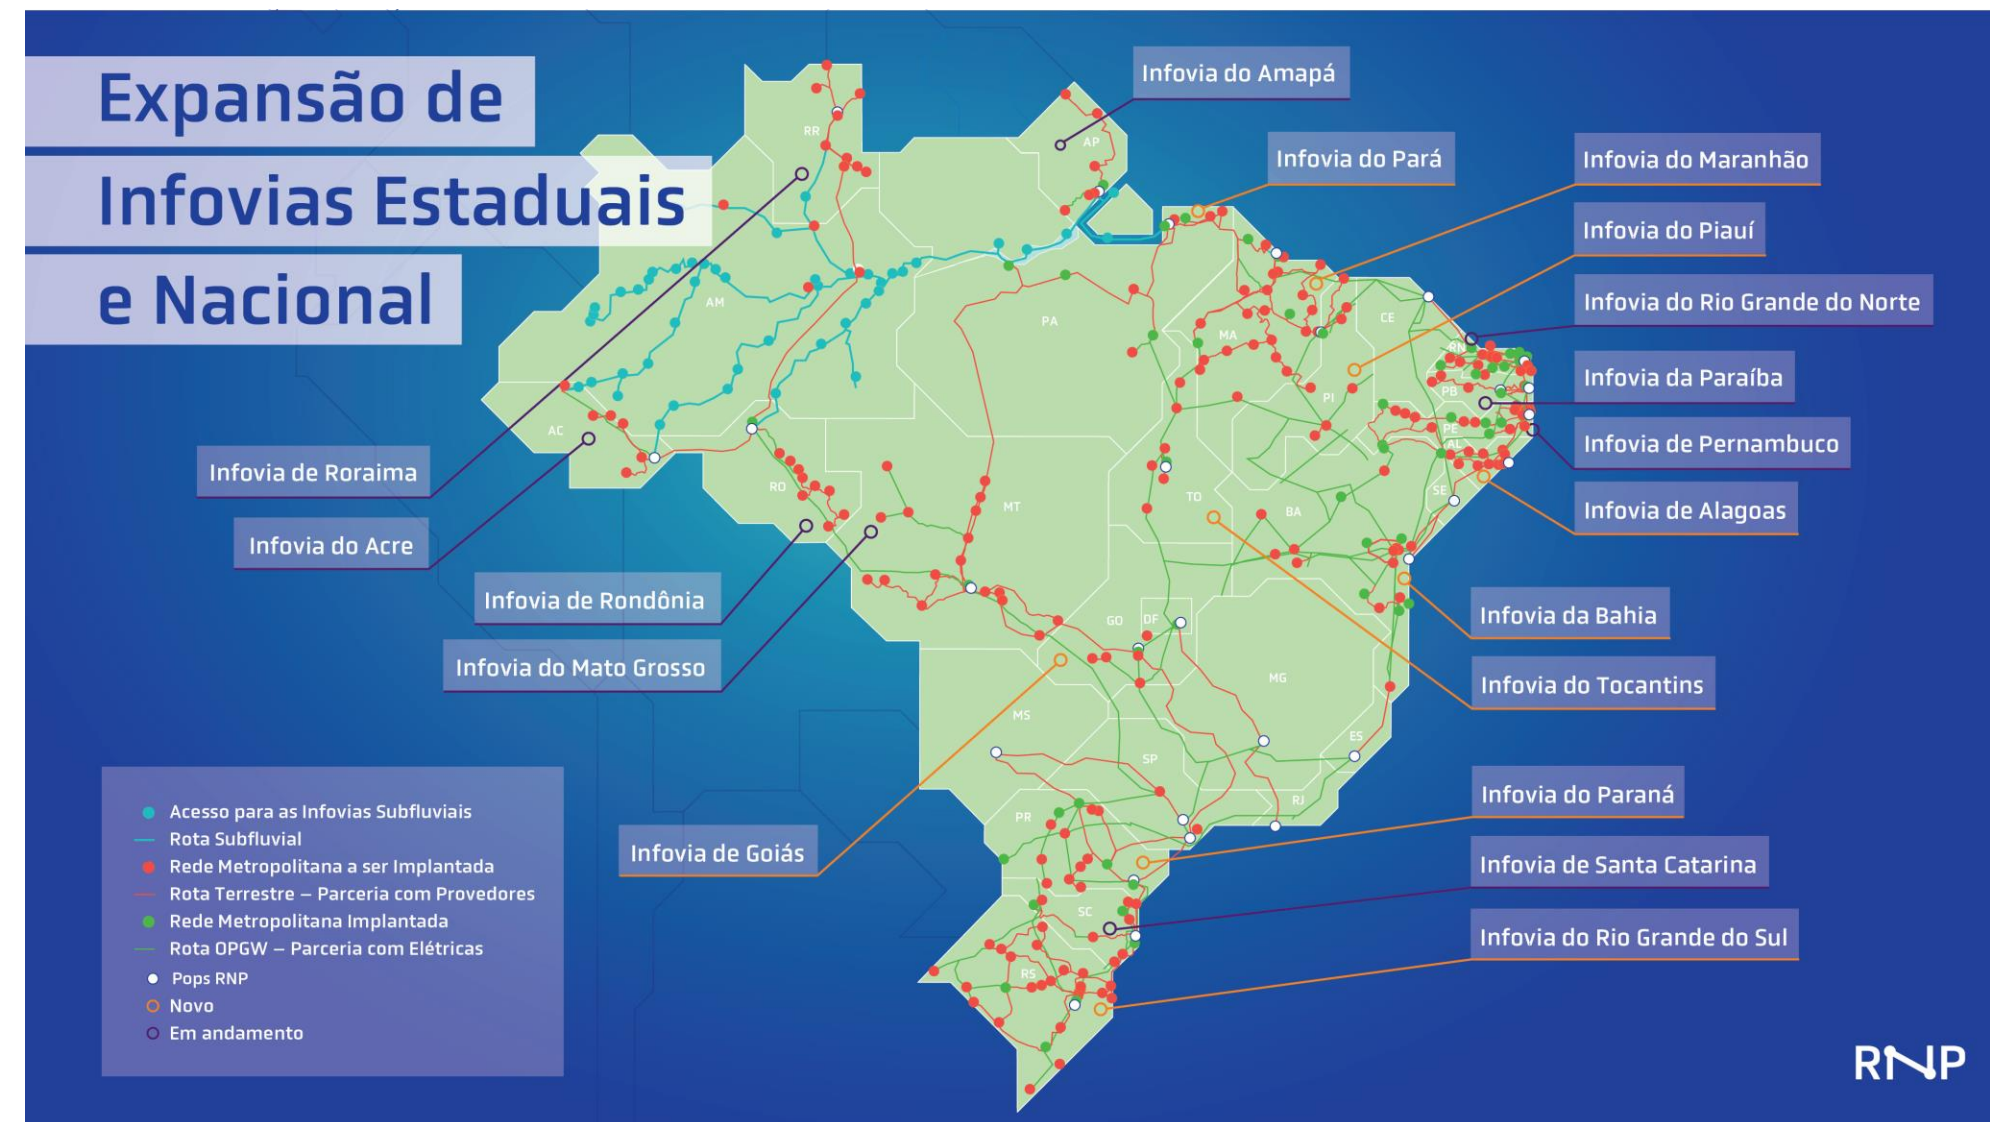 Expansão de
Infovias Estaduais
e Nacional
Infovia do Amapá
Infovia do Pará
Infovia do Maranhão
Infovia do Piauí
Infovia do Rio Grande do Norte
Infovia da Paraíba
Infovia de Pernambuco
Infovia de Alagoas
Infovia da Bahia
Infovia do Tocantins
Infovia do Paraná
Infovia de Santa Catarina
Infovia do Rio Grande do Sul
Infovia de Roraima
Infovia do Acre
Infovia de Rondônia
Infovia do Mato Grosso
Infovia de Goiás
RR
AP
AM
PA
MA
CE
RN
PB
PI
PE
AL
SE
AC
RO
MT
TO
BA
GO
DF
MG
MS
ES
SP
RJ
PR
SC
RS
Acesso para as Infovias Subfluviais
Rota Subfluvial
Rede Metropolitana a ser Implantada
Rota Terrestre – Parceria com Provedores
Rede Metropolitana Implantada
Rota OPGW – Parceria com Elétricas
Pops RNP
Novo
Em andamento
RNP